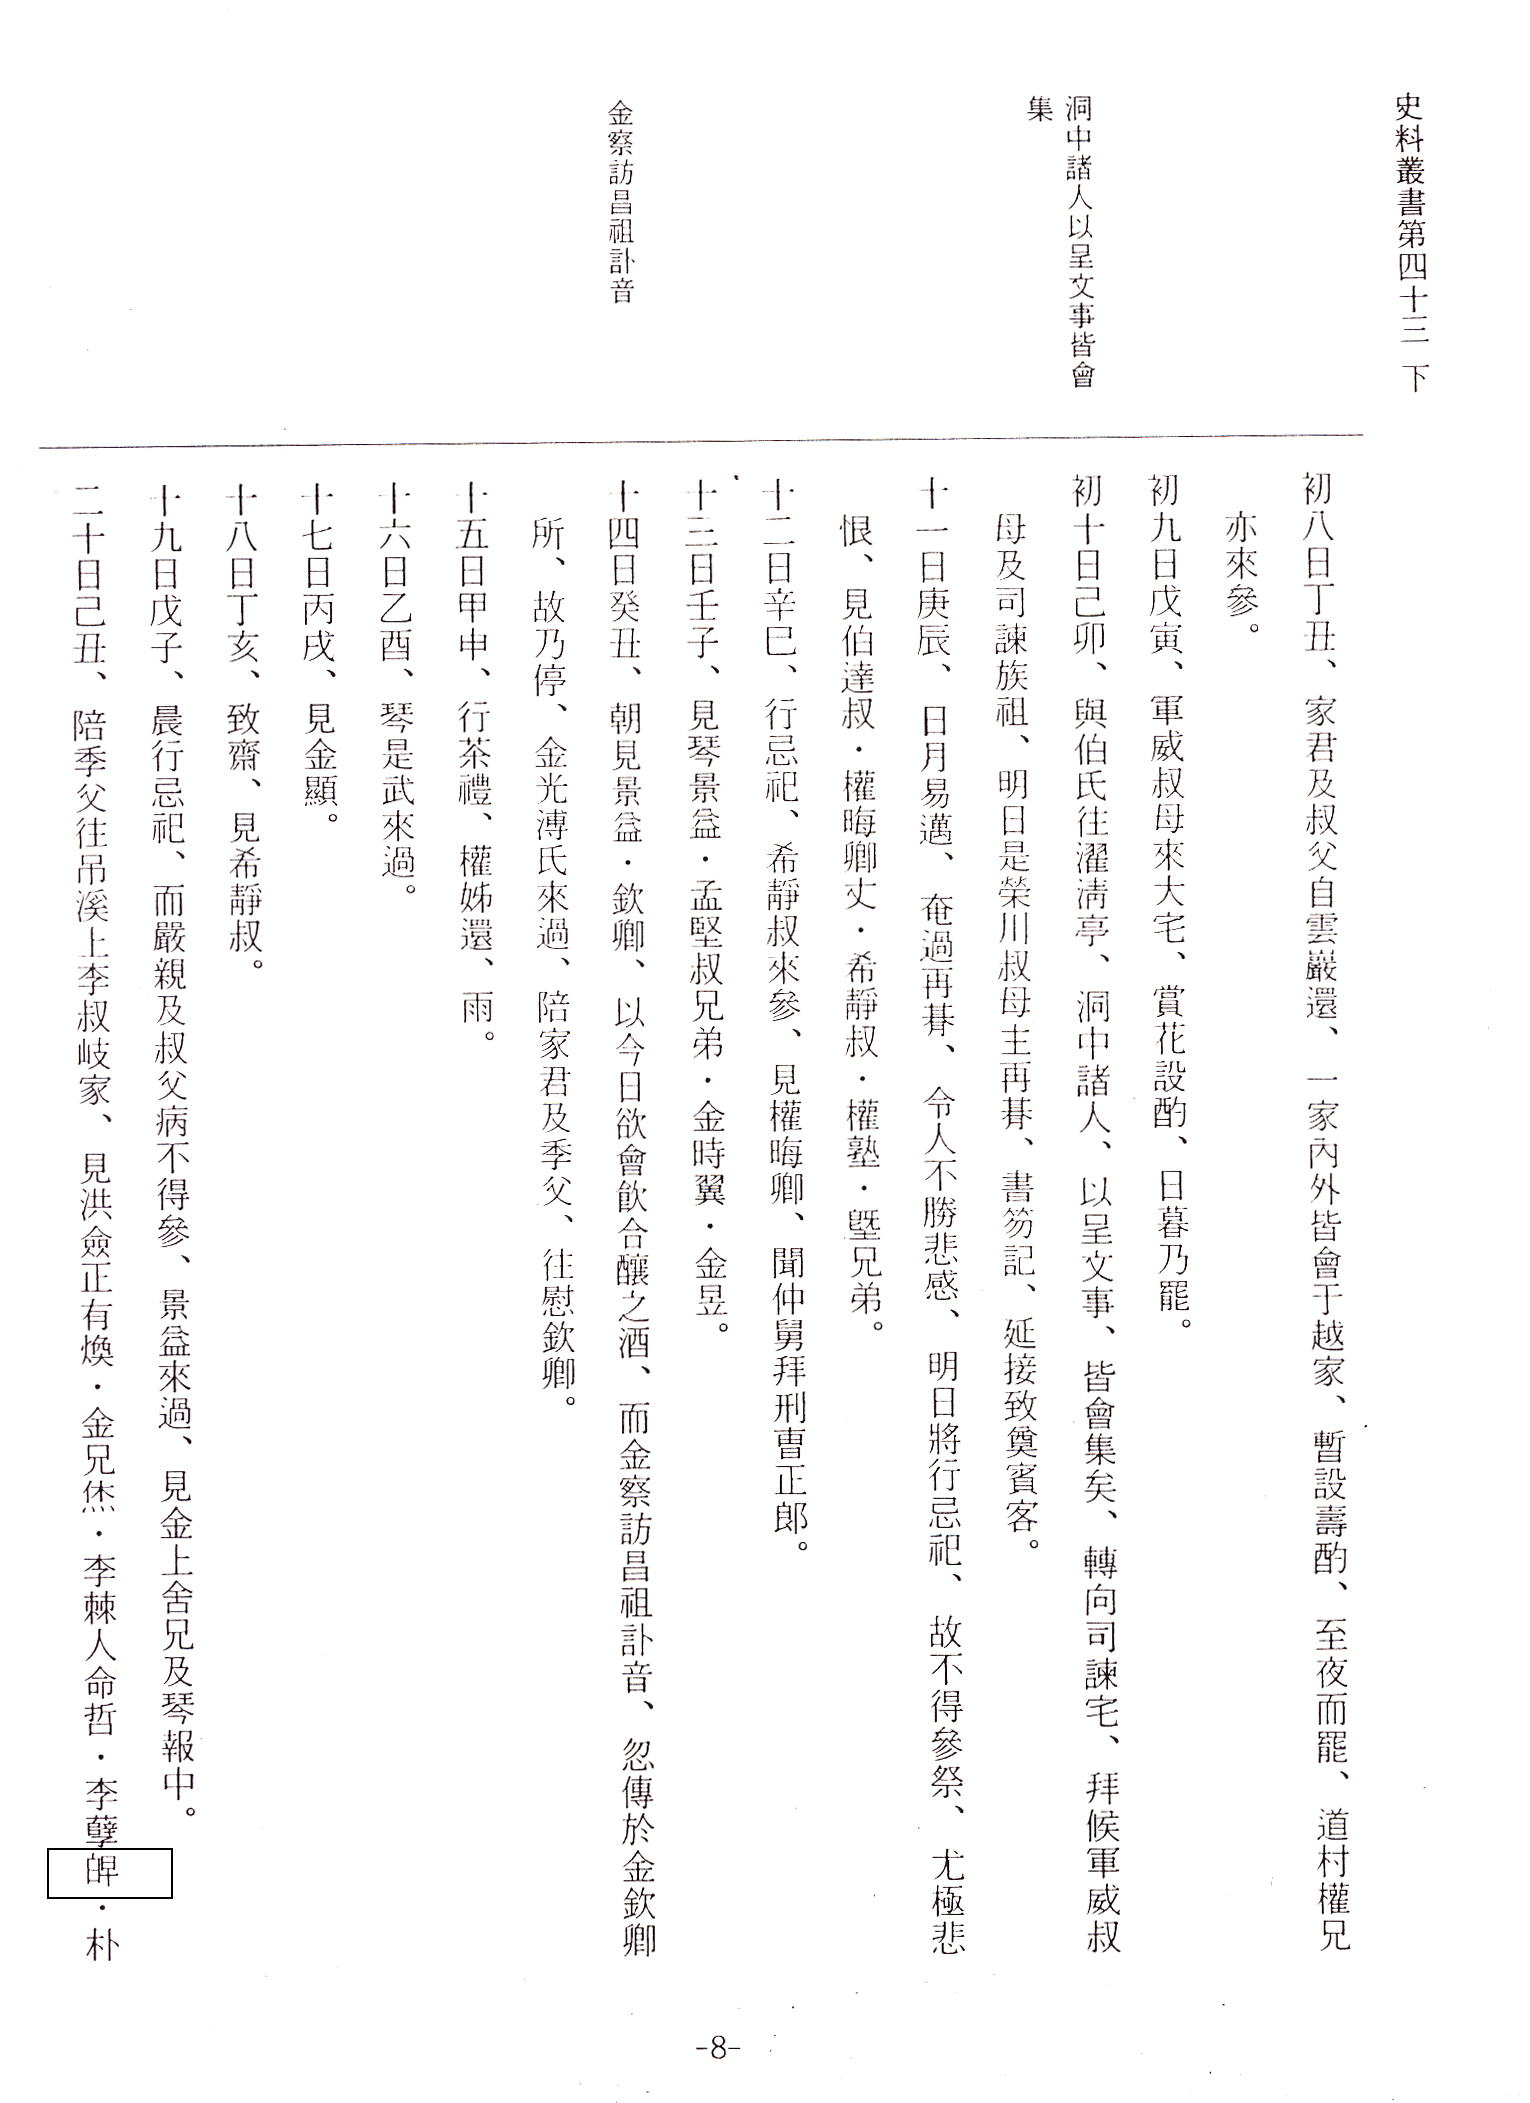 史料叢書第四十三 下
洞中諸人以呈文事皆會
集
金察訪昌祖訃音
初八日丁丑、家君及叔父自雲巖還、一家內外皆會于越家、暫設壽酌、至夜而罷、道村權兄
亦來參。
初九日戊寅、軍威叔母來大宅、賞花設酌、日暮乃罷。
初十日己卯、與伯氏往濯淸亭、洞中諸人、以呈文事、皆會集矣、轉向司諫宅、拜候軍威叔
母及司諫族祖、明日是榮川叔母主再朞、書笏記、延接致奠賓客。
十一日庚辰、日月易邁、奄過再朞、令人不勝悲感、明日將行忌祀、故不得參祭、尤極悲
恨、見伯達叔·權晦卿丈·希靜叔·權塾·墍兄弟。
十二日辛巳、行忌祀、希靜叔來參、見權晦卿、聞仲舅拜刑曹正郞。
十三日壬子、見琴景益·孟堅叔兄弟·金時翼·金昱。
十四日癸丑、朝見景益·欽卿、以今日欲會飮合釀之酒、而金察訪昌祖訃音、忽傳於金欽卿
所、故乃停、金光溥氏來過、陪家君及季父、往慰欽卿。
十五日甲申、行茶禮、權姊還、雨。
十六日乙酉、琴是武來過。
十七日丙戌、見金顯。
十八日丁亥、致齋、見希靜叔。
十九日戊子、晨行忌祀、而嚴親及叔父病不得參、景益來過、見金上舍兄及琴報中。
二十日己丑、陪季父往吊溪上李叔岐家、見洪僉正有煥·金兄烋·李棘人命哲·李孼皡·朴
-8-